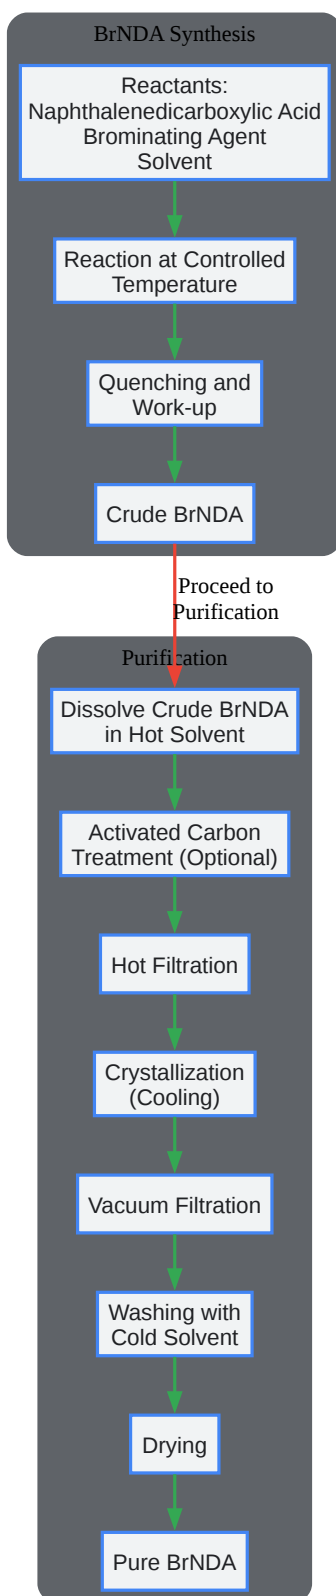 BrNDA Synthesis
Reactants:
Naphthalenedicarboxylic Acid
Brominating Agent
Solvent
Reaction at Controlled
Temperature
Quenching and
Work-up
Crude BrNDA
Proceed to
Purification
Purification
Dissolve Crude BrNDA
in Hot Solvent
Activated Carbon
Treatment (Optional)
Hot Filtration
Crystallization
(Cooling)
Vacuum Filtration
Washing with
Cold Solvent
Drying
Pure BrNDA